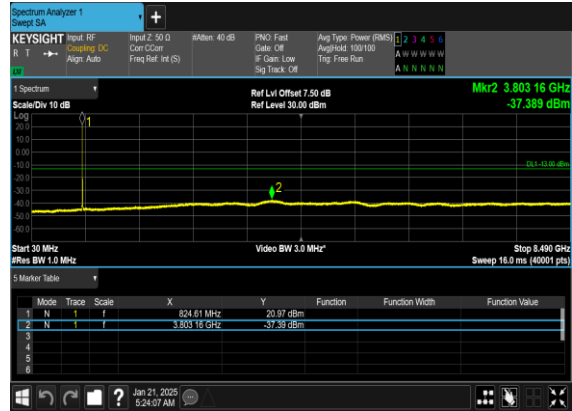 Spectrum Analyzer 1
Swept SA
+
KEYSIGHT Input: RF Input Z: 50 Ω #Atten: 40 dB PNO: Fast Avg Type: Power (RMS) 1 2 3 4 5 6
R T Coupling: DC Corr CCorr Gate: Off Avg|Hold: 100/100 A W W W W W
Align: Auto Freq Ref: Int (S) IF Gain: Low Trig: Free Run
Sig Track: Off A N N N N N
1 Spectrum Ref Lvl Offset 7.50 dB Mkr2 3.803 16 GHz
Scale/Div 10 dB Ref Level 30.00 dBm -37.389 dBm
Log
20.0
10.0
0.00
-10.0
-20.0
-30.0
-40.0
-50.0
-60.0
1
2
DL1 -13.00 dBm
Start 30 MHz Video BW 3.0 MHz* Stop 8.490 GHz
#Res BW 1.0 MHz Sweep 16.0 ms (40001 pts)
5 Marker Table
Mode Trace Scale X Y Function Function Width Function Value
1 N 1 f 824.61 MHz 20.97 dBm
2 N 1 f 3.803 16 GHz -37.39 dBm
3
4
5
6
? Jan 21, 2025
5:24:07 AM